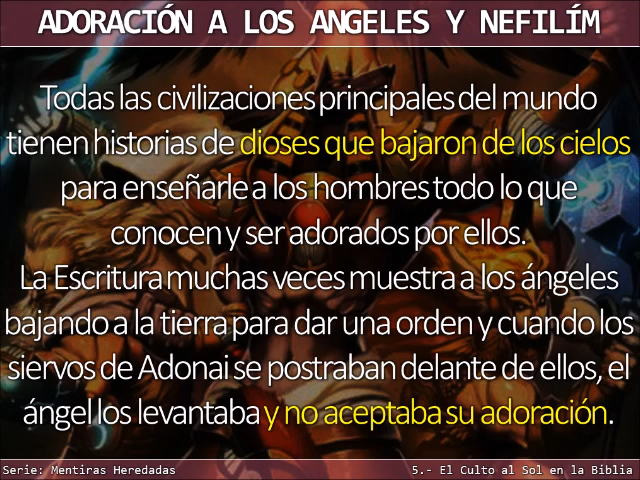 ADORACIÓN A LOS ANGELES Y NEFILÍM
Todas las civilizaciones principales del mundo
tienen historias de dioses que bajaron de los cielos
para enseñarle a los hombres todo lo que
conocen y ser adorados por ellos.
La Escritura muchas veces muestra a los ángeles
bajando a la tierra para dar una orden y cuando los
siervos de Adonai se postraban delante de ellos, el
ángel los levantaba y no aceptaba su adoración.
Serie: Mentiras Heredadas
5.- El Culto al Sol en la Biblia